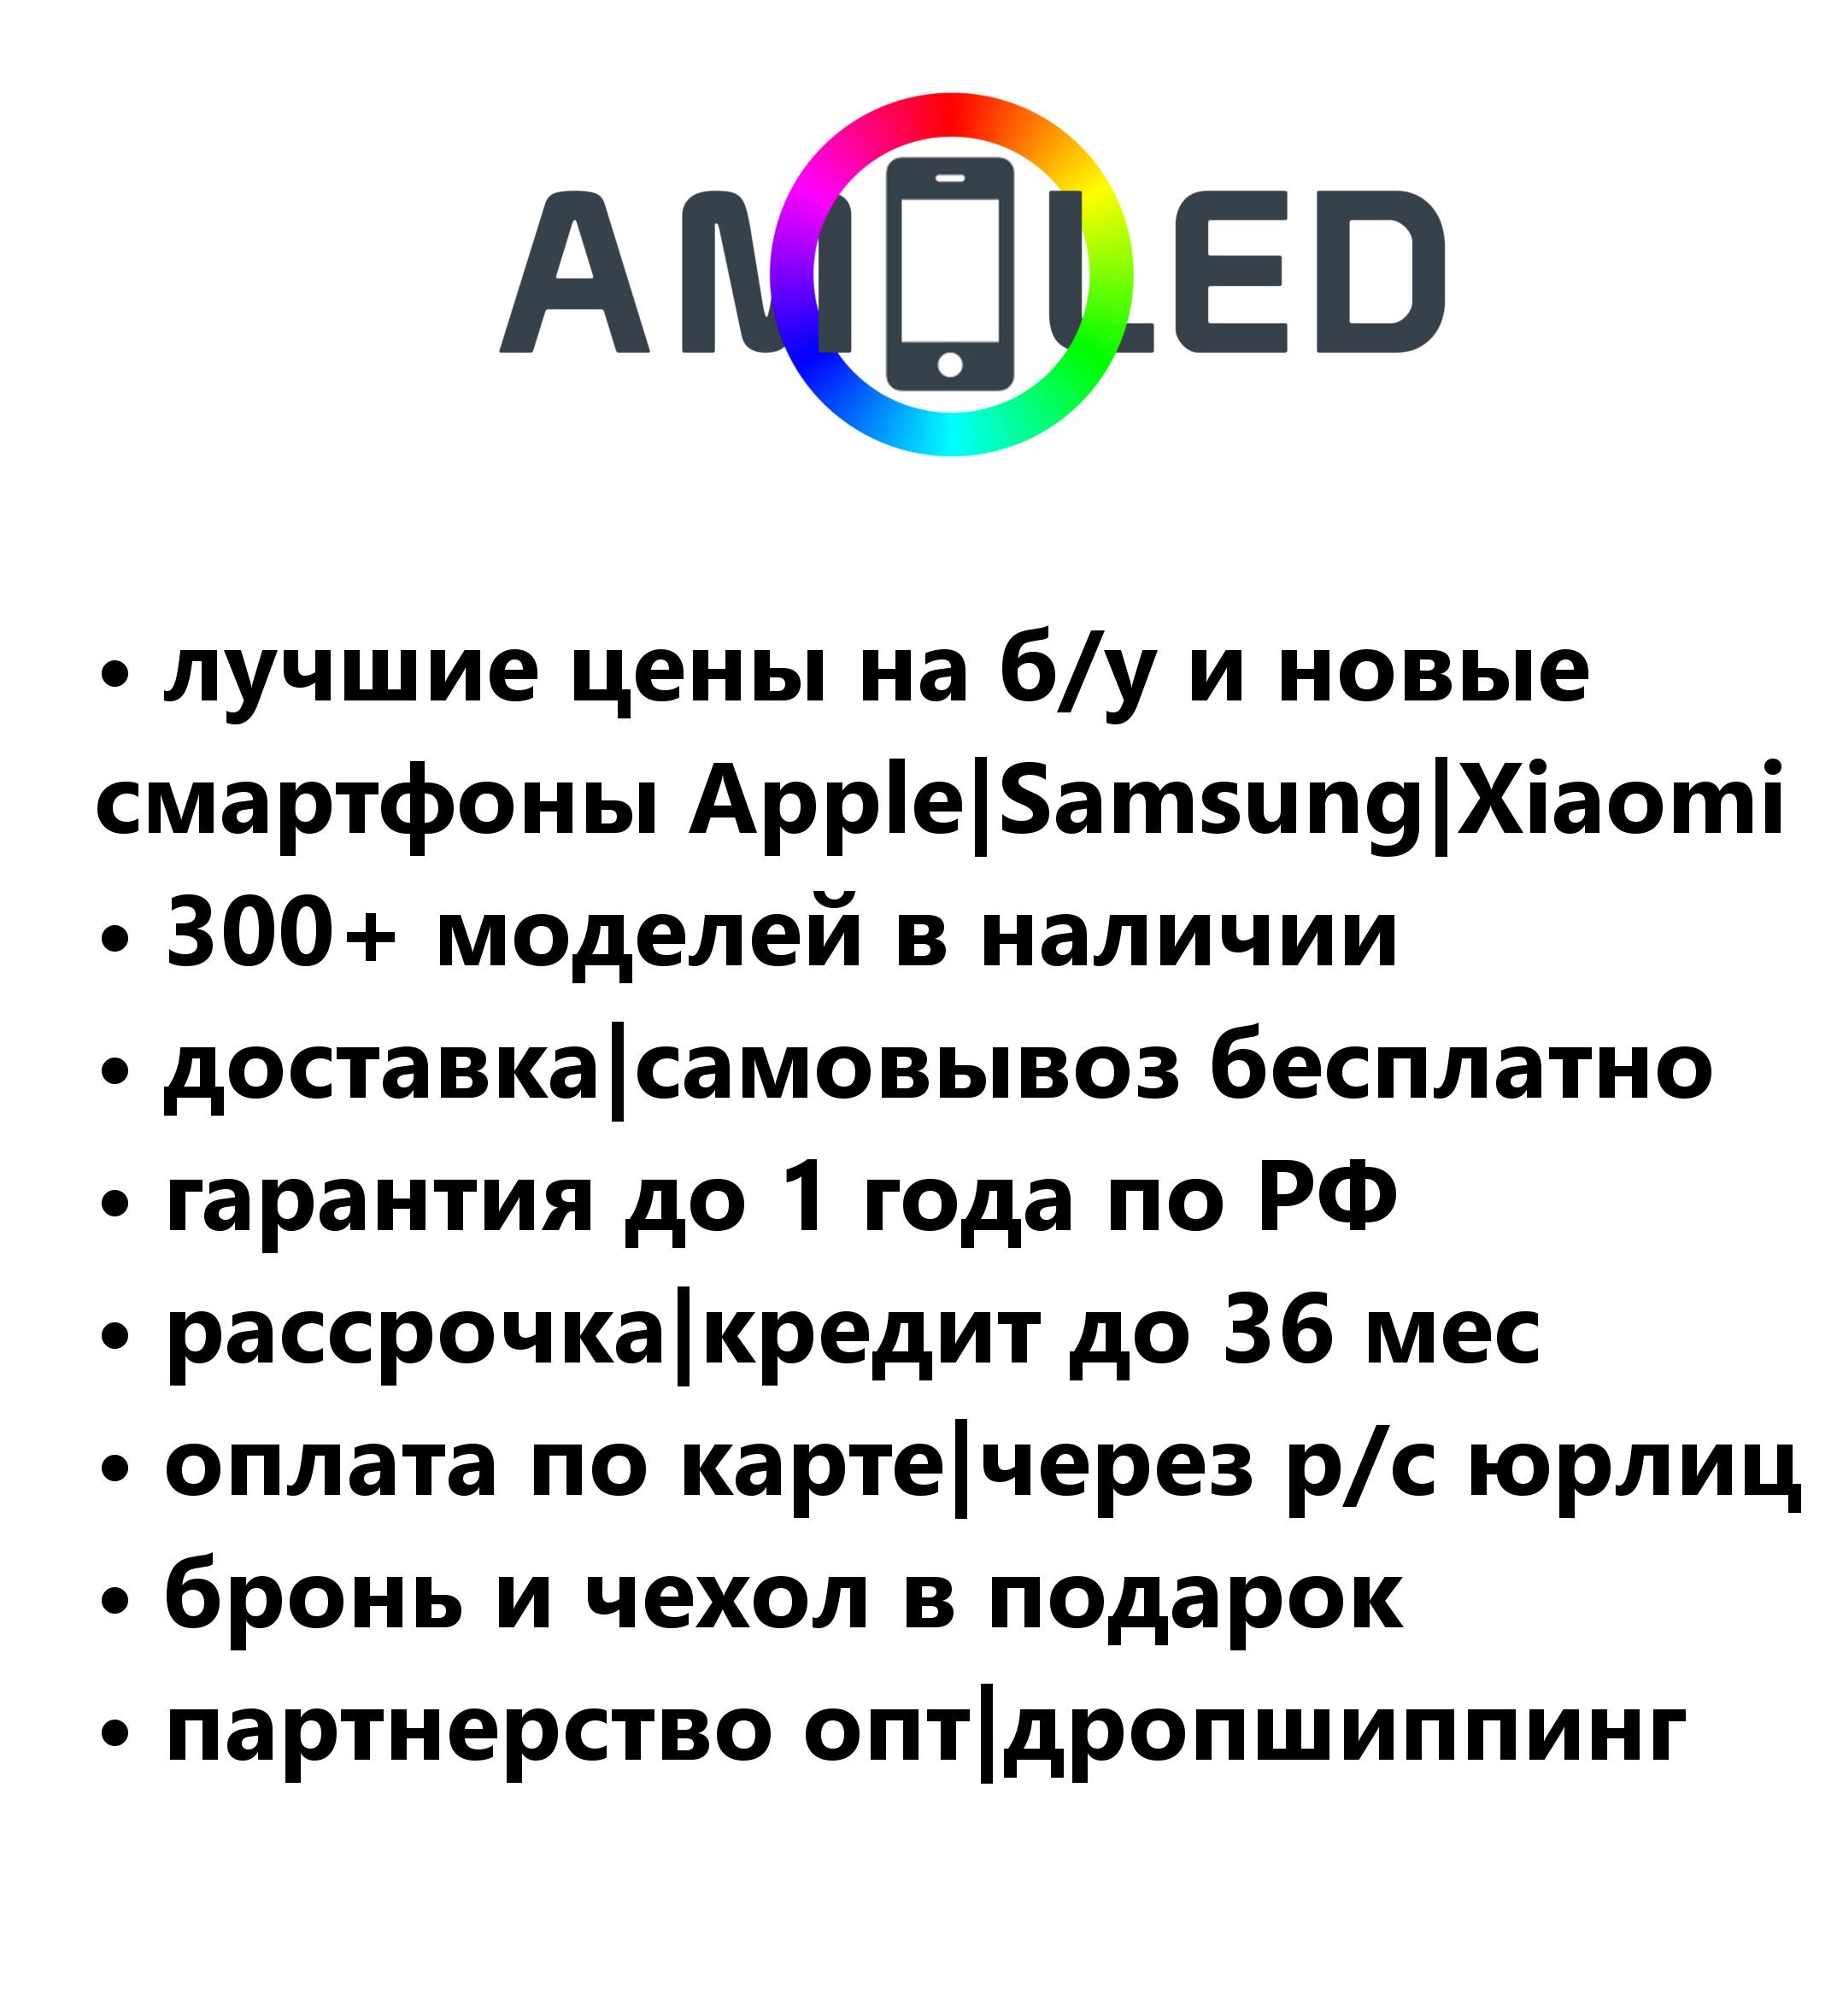 AMOLED
• лучшие цены на б/у и новые
смартфоны Apple|Samsung|Xiaomi
• 300+ моделей в наличии
• доставка|самовывоз бесплатно
• гарантия до 1 года по РФ
• рассрочка|кредит до 36 мес
• оплата по карте|через р/с юрлиц
• бронь и чехол в подарок
• партнерство опт|дропшиппинг